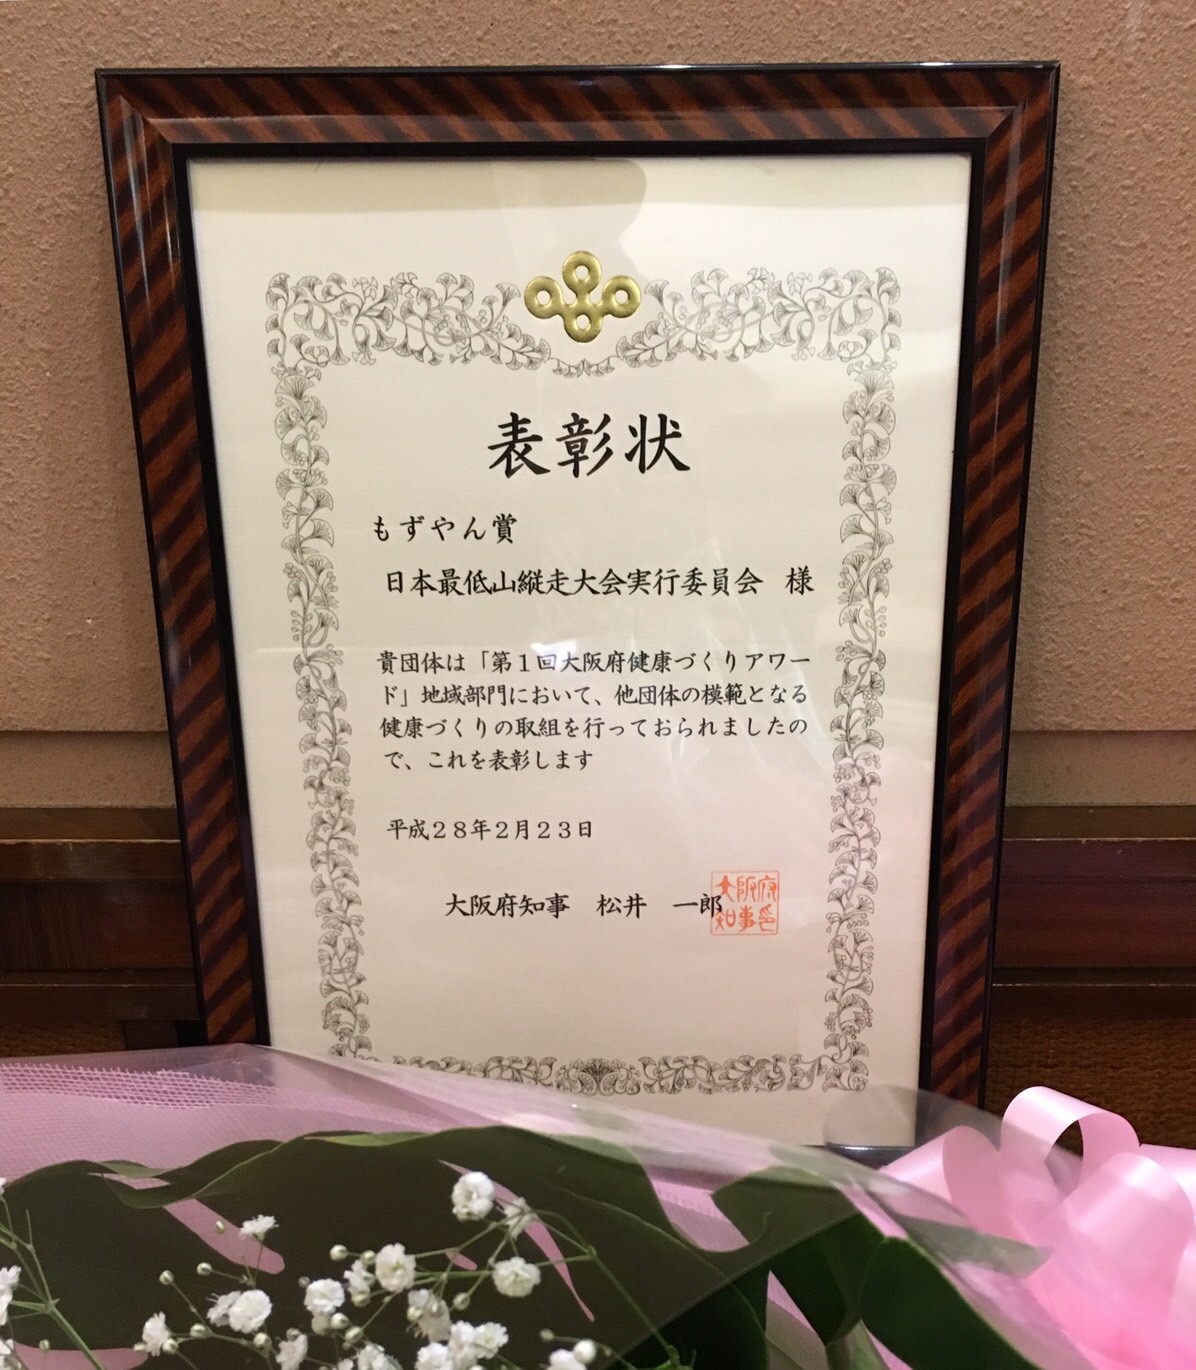 表彰状
もずやん賞
日本最低山縦走大会実行委員会　様
貴団体は「第１回大阪府健康づくりアワー
ド」地域部門において、他団体の模範となる
健康づくりの取組を行っておられましたの
で、これを表彰します
平成２８年２月２３日
大阪府知事　松井　一郎
大阪府
知事印